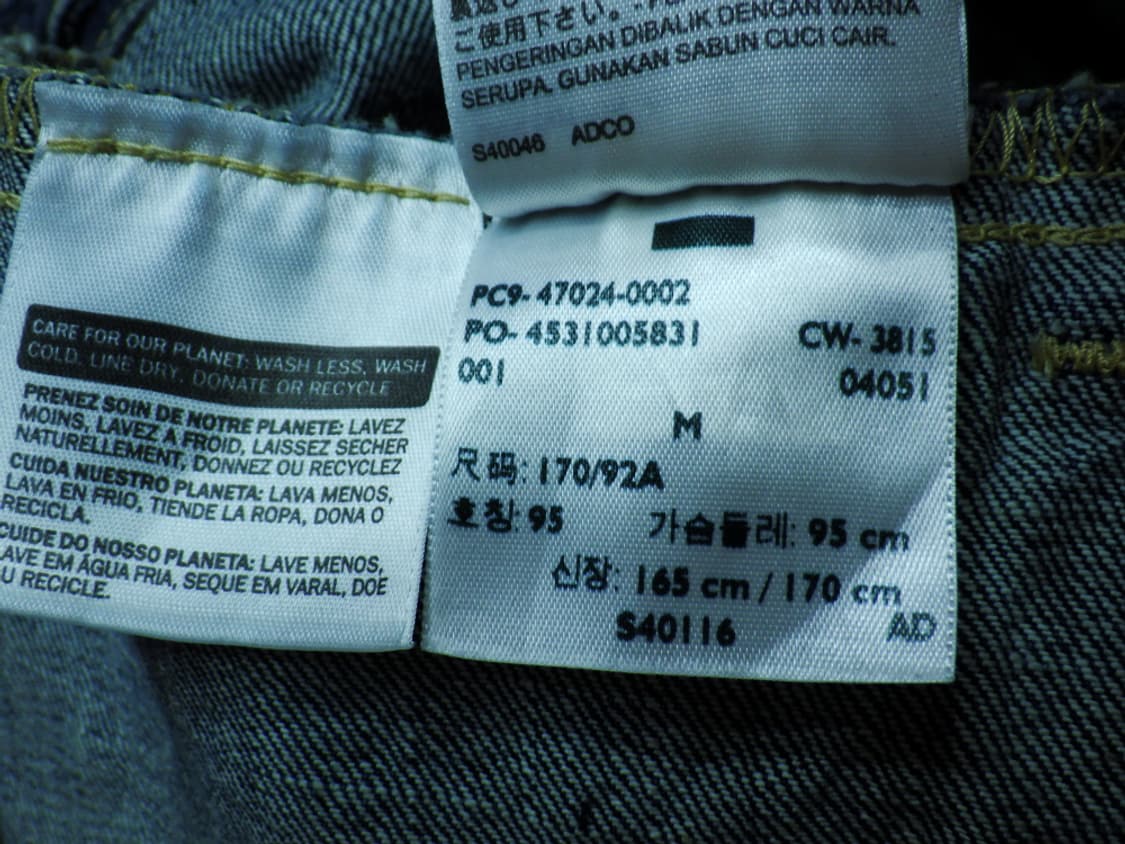 ご使用下さい。
PENGERINGAN DIBALIK DENGAN WARNA
SERUPA. GUNAKAN SABUN CUCI CAIR.
S40046 ADCO
CARE FOR OUR PLANET: WASH LESS, WASH
COLD, LINE DRY, DONATE OR RECYCLE
PRENEZ SOIN DE NOTRE PLANETE: LAVEZ
MOINS, LAVEZ A FROID, LAISSEZ SECHER
NATURELLEMENT, DONNEZ OU RECYCLEZ
CUIDA NUESTRO PLANETA: LAVA MENOS,
LAVA EN FRIO, TIENDE LA ROPA, DONA O
RECICLA.
CUIDE DO NOSSO PLANETA: LAVE MENOS,
LAVE EM ÁGUA FRIA, SEQUE EM VARAL, DOE
OU RECICLE.
PC9- 47024-0002
PO- 4531005831 CW- 3815
001 04051
M
尺码: 170/92A
호칭: 95 가슴둘레: 95 cm
신장: 165 cm / 170 cm
S40116 AD